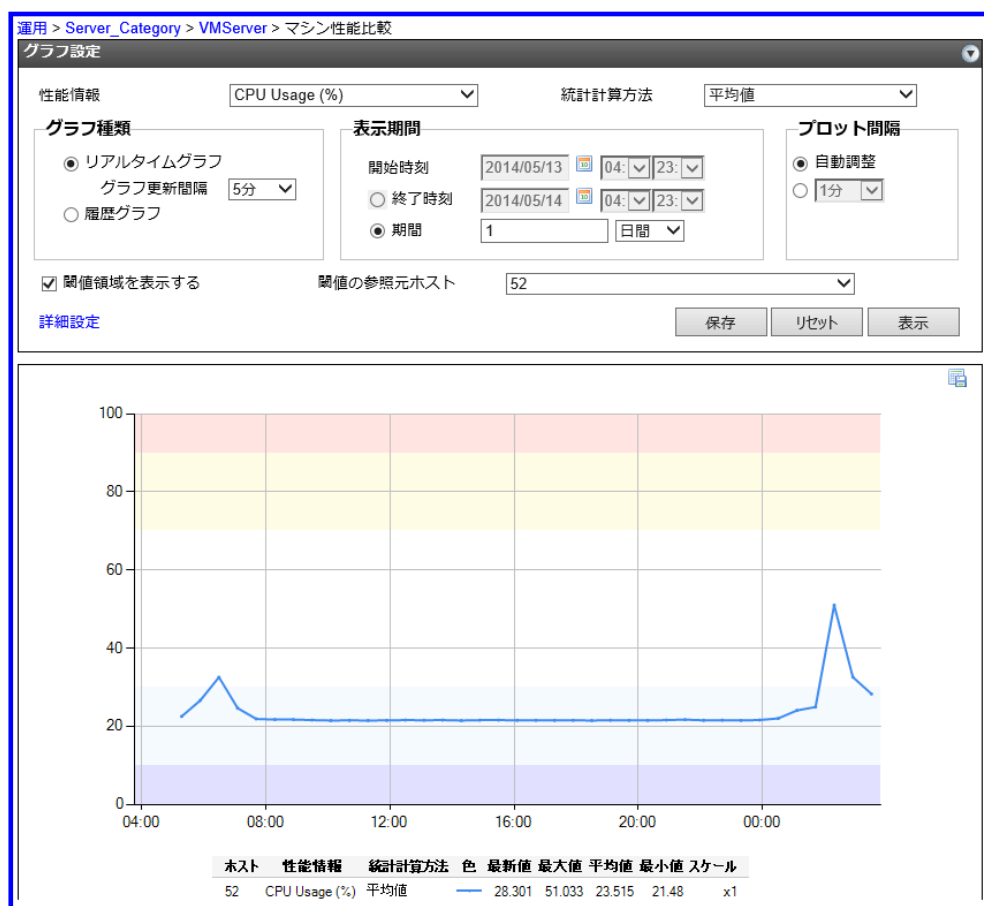 運用 > Server_Category > VMServer > マシン性能比較
グラフ設定
性能情報 CPU Usage (%) 統計計算方法 平均値
グラフ種類 表示期間 プロット間隔
リアルタイムグラフ 開始時刻 2014/05/13 04: 23: 自動調整
グラフ更新間隔 5分 終了時刻 2014/05/14 04: 23: 1分
履歴グラフ 期間 1 日間
閾値領域を表示する 閾値の参照元ホスト 52
詳細設定 保存 リセット 表示
100
80
60
40
20
0
04:00 08:00 12:00 16:00 20:00 00:00
ホスト 性能情報 統計計算方法 色 最新値 最大値 平均値 最小値 スケール
52 CPU Usage (%) 平均値 28.301 51.033 23.515 21.48 x1